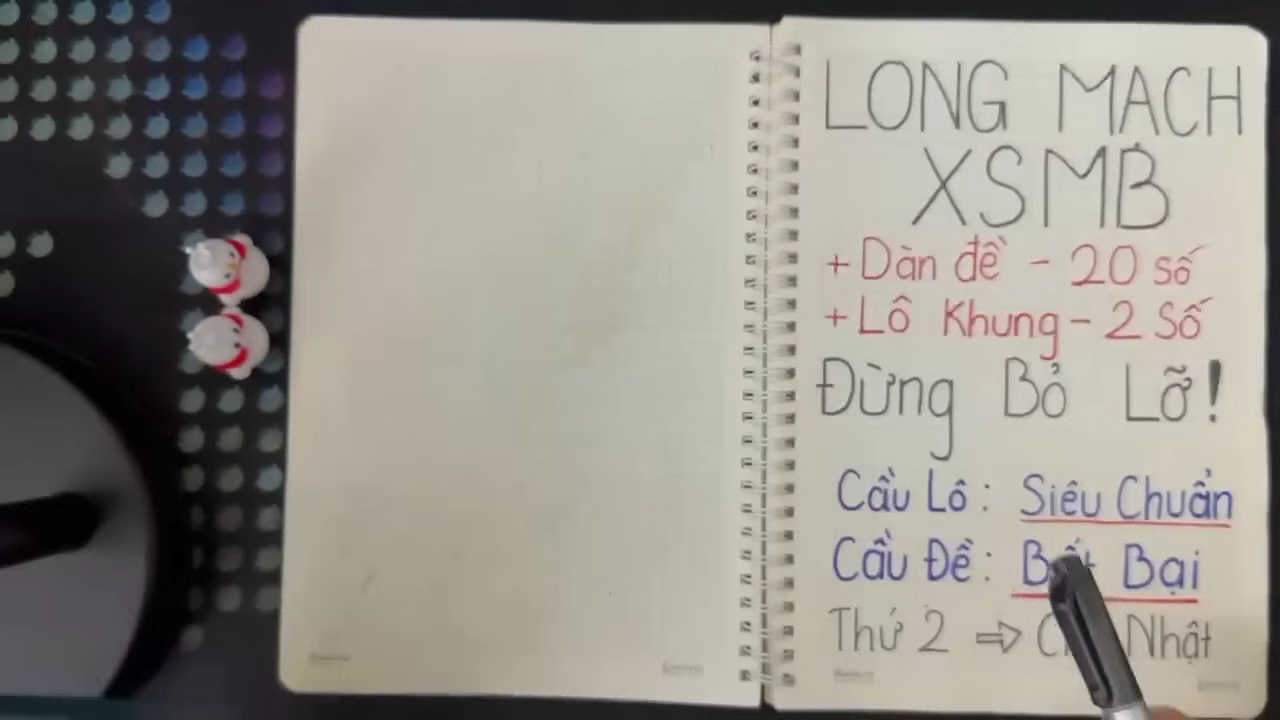 LONG MẠCH
XSMB
+ Dàn đề - 20 số
+ Lô Khung - 2 Số
Đừng Bỏ Lỡ!
Cầu Lô: Siêu Chuẩn
Cầu Đề: Bại
Thứ 2 ⇒ Nhật